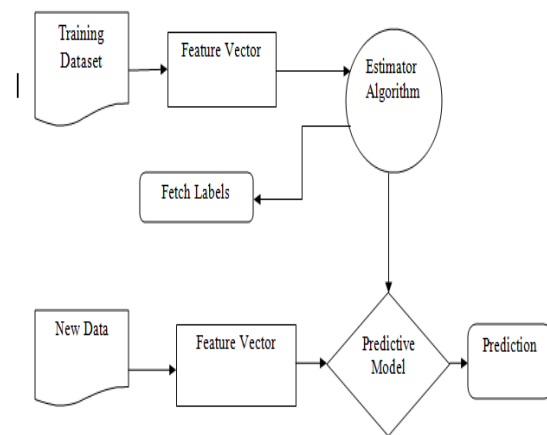 Training
Dataset
Feature Vector
Estimator
Algorithm
Fetch Labels
New Data
Feature Vector
Predictive
Model
Prediction